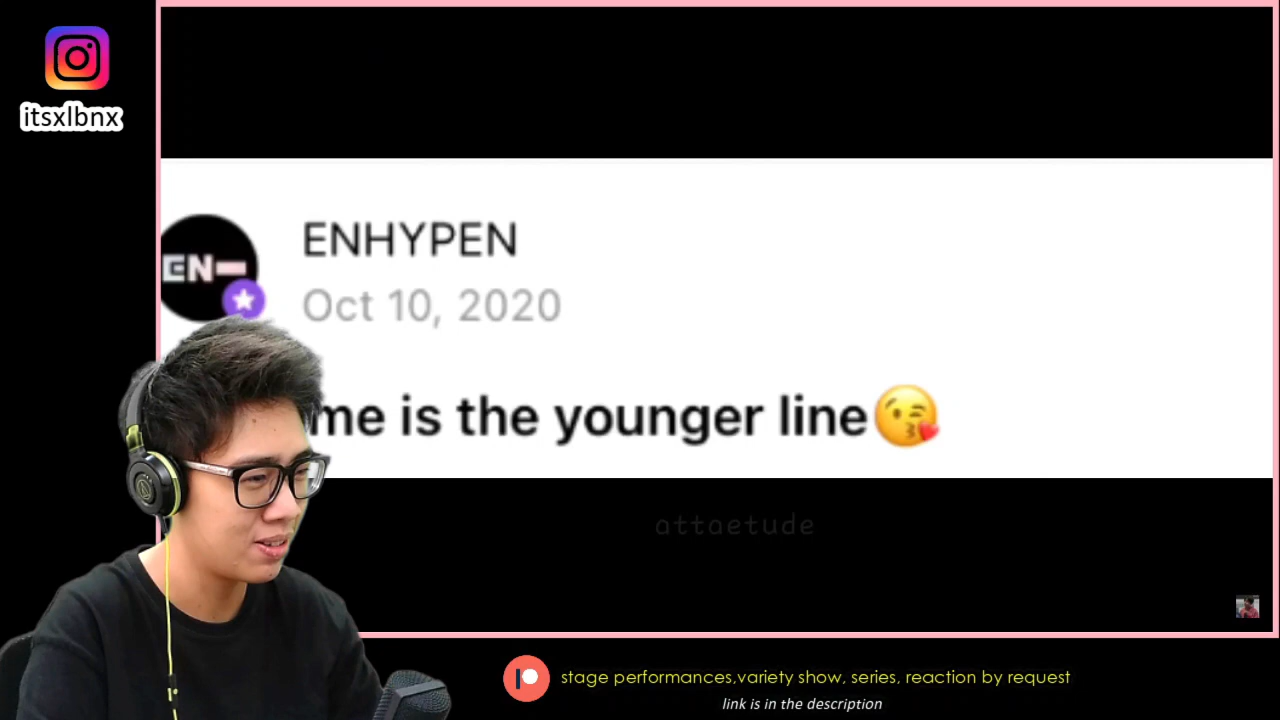 itsxlbnx
EN-
ENHYPEN
Oct 10, 2020
me is the younger line😘
attaetude
stage performances,variety show, series, reaction by request
link is in the description